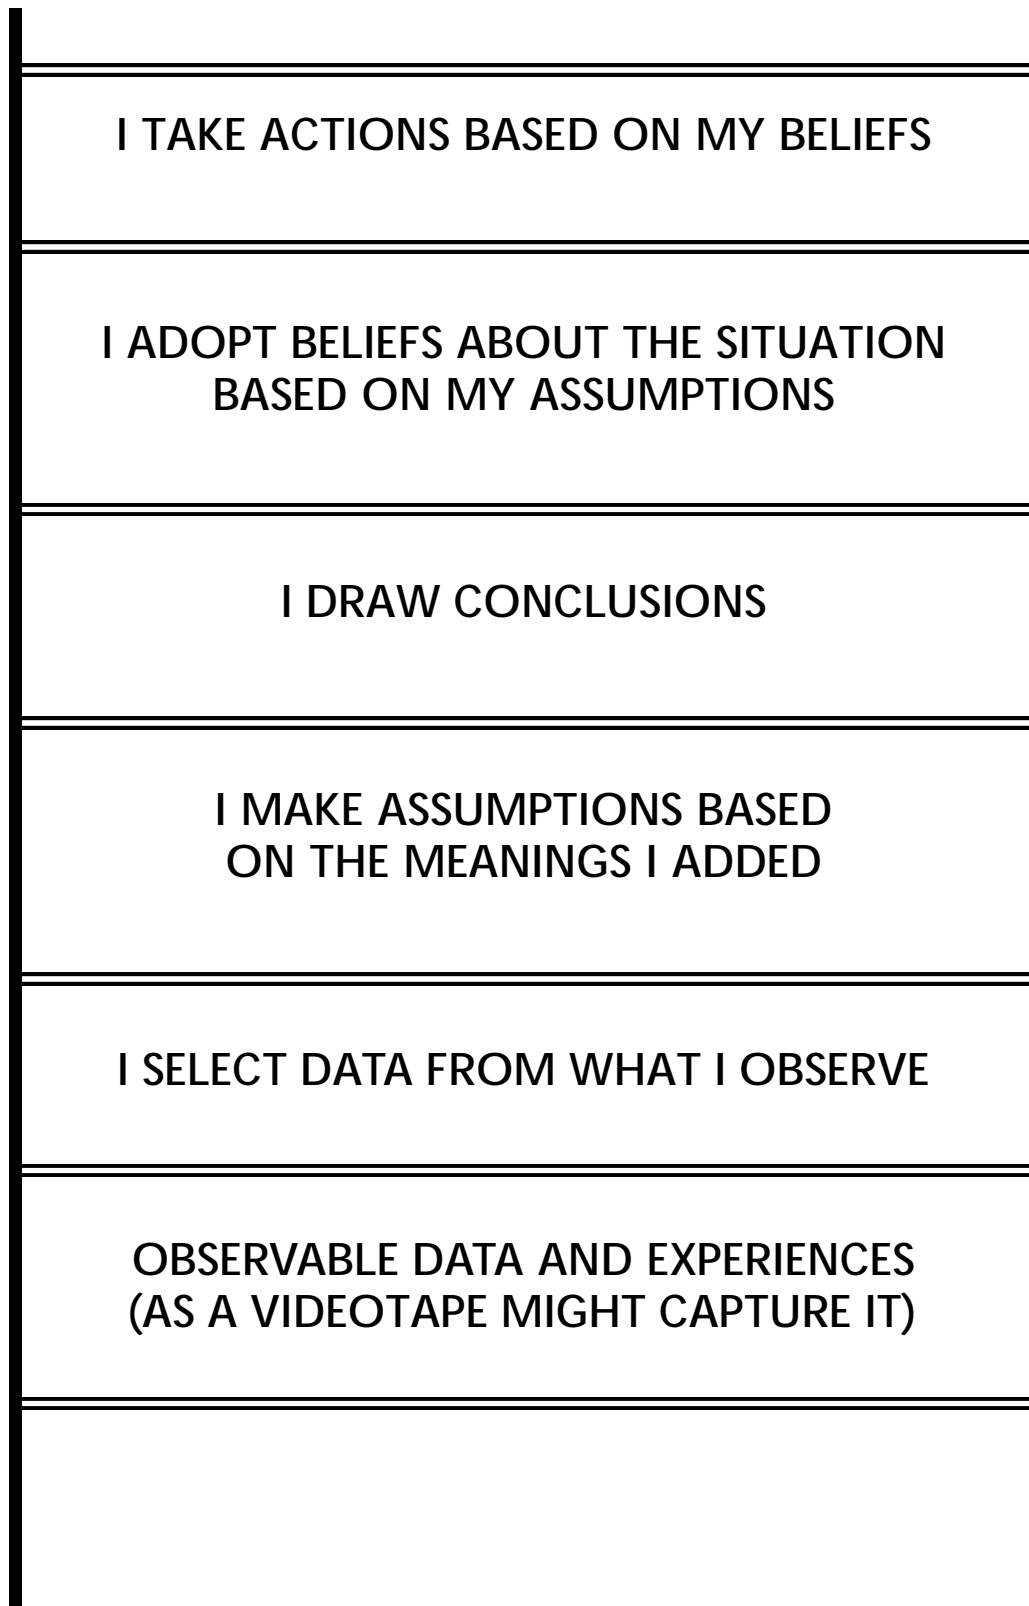 I TAKE ACTIONS BASED ON MY BELIEFS
I ADOPT BELIEFS ABOUT THE SITUATION
BASED ON MY ASSUMPTIONS
I DRAW CONCLUSIONS
I MAKE ASSUMPTIONS BASED
ON THE MEANINGS I ADDED
I SELECT DATA FROM WHAT I OBSERVE
OBSERVABLE DATA AND EXPERIENCES
(AS A VIDEOTAPE MIGHT CAPTURE IT)